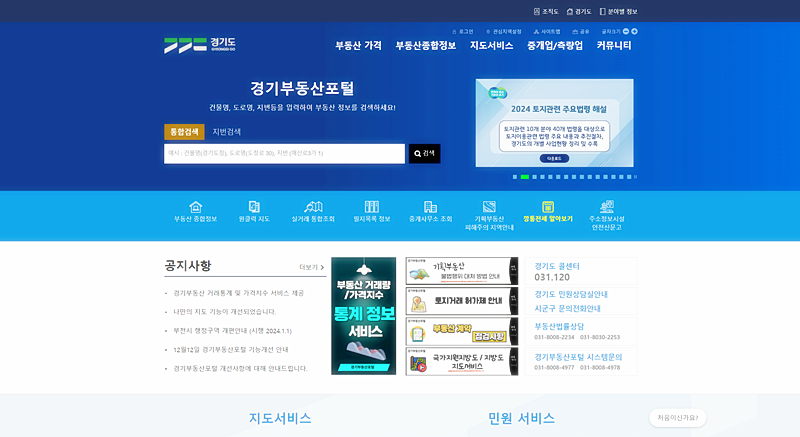 조직도 경기도 분야별 정보
로그인 관심지역설정 사이트맵 공유 글자크기
경기도
GYEONGGI-DO
부동산 가격 부동산종합정보 지도서비스 중개업/측량업 커뮤니티
경기부동산포털
건물명, 도로명, 지번등을 입력하여 부동산 정보를 검색하세요!
통합검색 지번검색
예시 : 건물명(경기도청), 도로명(도청로 30), 지번
검색
2024 토지관련 주요법령 해설
토지관련 10개 분야 40개 법령을 대상으로
토지이용관련 법령 주요 내용과 추진절차,
경기도의 개별 사업현황 정리 및 수록
다운로드
부동산 종합정보
원클릭 지도
실거래 통합조회
필지목록 정보
중개사무소 조회
기획부동산
피해주의 지역안내
깡통전세 알아보기
주소정보시설
안전신문고
공지사항 더보기
경기부동산 거래통계 및 가격지수 서비스 제공
나만의 지도 기능이 개선되었습니다.
부천시 행정구역 개편안내 (시행 2024.1.1)
12월12일 경기부동산포털 기능개선 안내
경기부동산포털 개선사항에 대해 안내드립니다.
부동산 거래량
/가격지수
통계 정보
서비스
경기부동산포털
기획부동산
불법행위 대처 방법 안내
토지거래 허가제 안내
부동산 계약
점검사항
국가지원지방도 / 지방도
지도서비스
경기도 콜센터
031.120
경기도 민원상담실안내
시군구 문의전화안내
부동산법률상담
031-8008-2234 031-8030-2253
경기부동산포털 시스템문의
031-8008-4977 031-8008-4978
지도서비스 민원 서비스
처음이신가요?